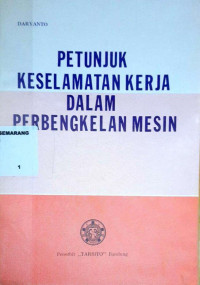 DARYANTO
PETUNJUK
KESELAMATAN KERJA
DALAM
PERBENGKELAN MESIN
SEMARANG
1
Penerbit „TARSITO” Bandung